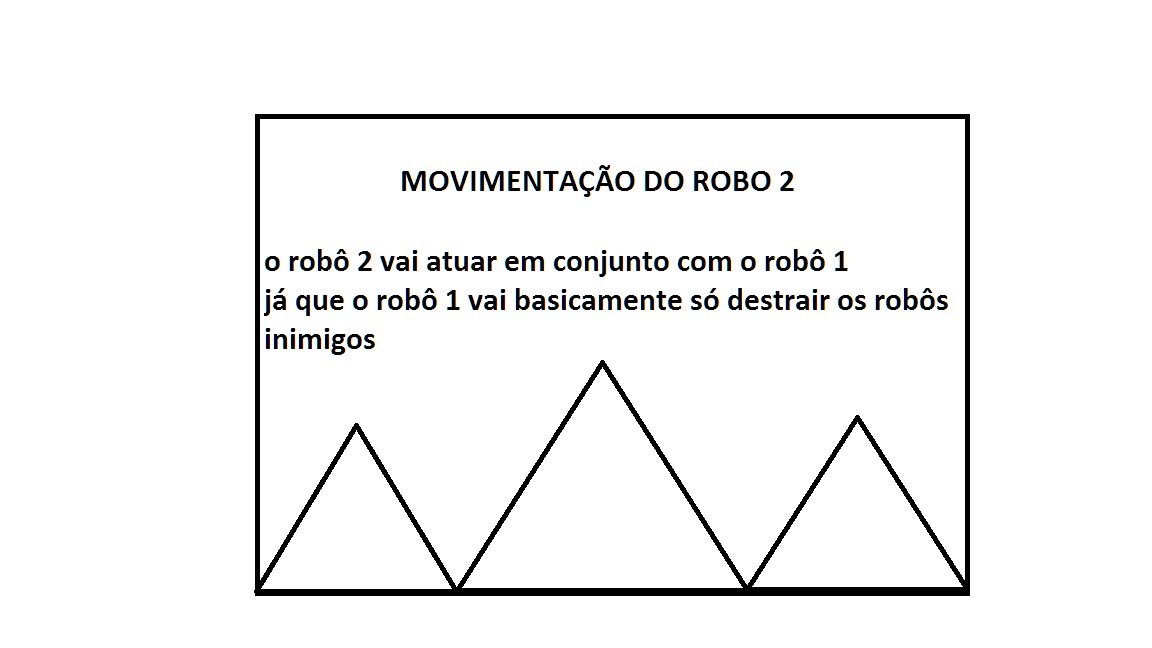 MOVIMENTAÇÃO DO ROBO 2
o robô 2 vai atuar em conjunto com o robô 1
já que o robô 1 vai basicamente só destrair os robôs
inimigos